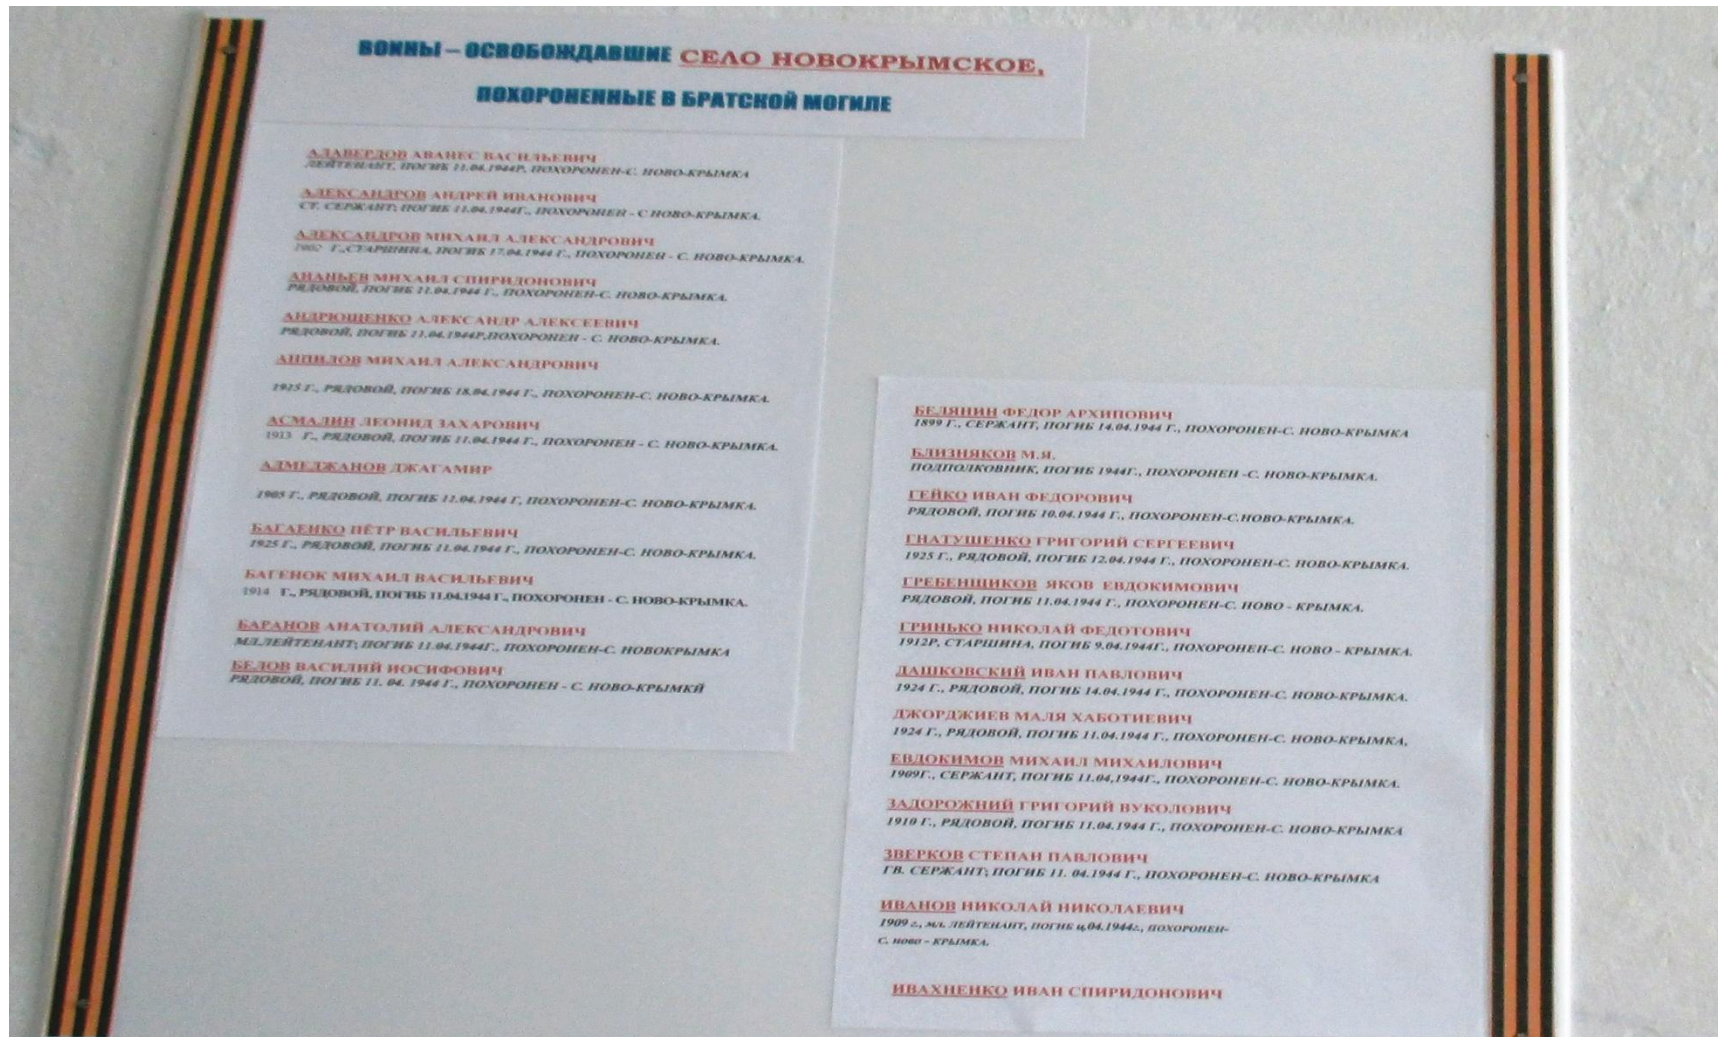 ВОИНЫ – ОСВОБОЖДАВШИЕ СЕЛО НОВОКРЫМСКОЕ,
ПОХОРОНЕННЫЕ В БРАТСКОЙ МОГИЛЕ
АЛАВЕРДОВ АВАНЕС ВАСИЛЬЕВИЧ
ЛЕЙТЕНАНТ, ПОГИБ 11.04.1944Р, ПОХОРОНЕН-С. НОВО-КРЫМКА
АЛЕКСАНДРОВ АНДРЕЙ ИВАНОВИЧ
СТ. СЕРЖАНТ; ПОГИБ 11.04.1944Г., ПОХОРОНЕН - С НОВО-КРЫМКА.
АЛЕКСАНДРОВ МИХАИЛ АЛЕКСАНДРОВИЧ
Г.,СТАРШИНА, ПОГИБ 17.04.1944 Г., ПОХОРОНЕН - С. НОВО-КРЫМКА.
АНАНЬЕВ МИХАИЛ СПИРИДОНОВИЧ
РЯДОВОЙ, ПОГИБ 11.04.1944 Г., ПОХОРОНЕН-С. НОВО-КРЫМКА.
АНДРЮЩЕНКО АЛЕКСАНДР АЛЕКСЕЕВИЧ
РЯДОВОЙ, ПОГИБ 11.04.1944Р,ПОХОРОНЕН - С. НОВО-КРЫМКА.
АНПИЛОВ МИХАИЛ АЛЕКСАНДРОВИЧ
1925 Г., РЯДОВОЙ, ПОГИБ 18.04.1944 Г., ПОХОРОНЕН-С. НОВО-КРЫМКА.
АСМАЛИН ЛЕОНИД ЗАХАРОВИЧ
1913 Г., РЯДОВОЙ, ПОГИБ 11.04.1944 Г., ПОХОРОНЕН - С. НОВО-КРЫМКА.
АЛМЕДЖАНОВ ДЖАГАМИР
1905 Г., РЯДОВОЙ, ПОГИБ 11.04.1944 Г, ПОХОРОНЕН-С. НОВО-КРЫМКА.
БАГАЕНКО ПЁТР ВАСИЛЬЕВИЧ
1925 Г., РЯДОВОЙ, ПОГИБ 11.04.1944 Г., ПОХОРОНЕН-С. НОВО-КРЫМКА.
БАГЕНОК МИХАИЛ ВАСИЛЬЕВИЧ
1914 Г., РЯДОВОЙ, ПОГИБ 11.04.1944 Г., ПОХОРОНЕН - С. НОВО-КРЫМКА.
БАРАНОВ АНАТОЛИЙ АЛЕКСАНДРОВИЧ
МЛ.ЛЕЙТЕНАНТ; ПОГИБ 11.04.1944Г., ПОХОРОНЕН-С. НОВОКРЫМКА
БЕЛОВ ВАСИЛИЙ ИОСИФОВИЧ
РЯДОВОЙ, ПОГИБ 11. 04. 1944 Г., ПОХОРОНЕН - С. НОВО-КРЫМКЙ
БЕЛЯНИН ФЕДОР АРХИПОВИЧ
1899 Г., СЕРЖАНТ, ПОГИБ 14.04.1944 Г., ПОХОРОНЕН-С. НОВО-КРЫМКА
БЛИЗНЯКОВ М.Я.
ПОДПОЛКОВНИК, ПОГИБ 1944Г., ПОХОРОНЕН -С. НОВО-КРЫМКА.
ГЕЙКО ИВАН ФЕДОРОВИЧ
РЯДОВОЙ, ПОГИБ 10.04.1944 Г., ПОХОРОНЕН-С.НОВО-КРЫМКА.
ГНАТУШЕНКО ГРИГОРИЙ СЕРГЕЕВИЧ
1925 Г., РЯДОВОЙ, ПОГИБ 12.04.1944 Г., ПОХОРОНЕН-С. НОВО-КРЫМКА.
ГРЕБЕНЩИКОВ ЯКОВ ЕВДОКИМОВИЧ
РЯДОВОЙ, ПОГИБ 11.04.1944 Г., ПОХОРОНЕН-С. НОВО - КРЫМКА.
ГРИНЬКО НИКОЛАЙ ФЕДОТОВИЧ
1912Р, СТАРШИНА, ПОГИБ 9.04.1944Г., ПОХОРОНЕН-С. НОВО - КРЫМКА.
ДАШКОВСКИЙ ИВАН ПАВЛОВИЧ
1924 Г., РЯДОВОЙ, ПОГИБ 14.04.1944 Г., ПОХОРОНЕН-С. НОВО-КРЫМКА.
ДЖОРДЖИЕВ МАЛЯ ХАБОТИЕВИЧ
1924 Г., РЯДОВОЙ, ПОГИБ 11.04.1944 Г., ПОХОРОНЕН-С. НОВО-КРЫМКА,
ЕВДОКИМОВ МИХАИЛ МИХАИЛОВИЧ
1909Г., СЕРЖАНТ, ПОГИБ 11.04.1944Г., ПОХОРОНЕН-С. НОВО-КРЫМКА.
ЗАДОРОЖНИЙ ГРИГОРИЙ ВУКОЛОВИЧ
1910 Г., РЯДОВОЙ, ПОГИБ 11.04.1944 Г., ПОХОРОНЕН-С. НОВО-КРЫМКА
ЗВЕРКОВ СТЕПАН ПАВЛОВИЧ
ГВ. СЕРЖАНТ; ПОГИБ 11. 04.1944 Г., ПОХОРОНЕН-С. НОВО-КРЫМКА
ИВАНОВ НИКОЛАЙ НИКОЛАЕВИЧ
1909 г., МЛ. ЛЕЙТЕНАНТ, ПОГИБ ц.04.1944г., ПОХОРОНЕН-
С. НОВО - КРЫМКА.
ИВАХНЕНКО ИВАН СПИРИДОНОВИЧ